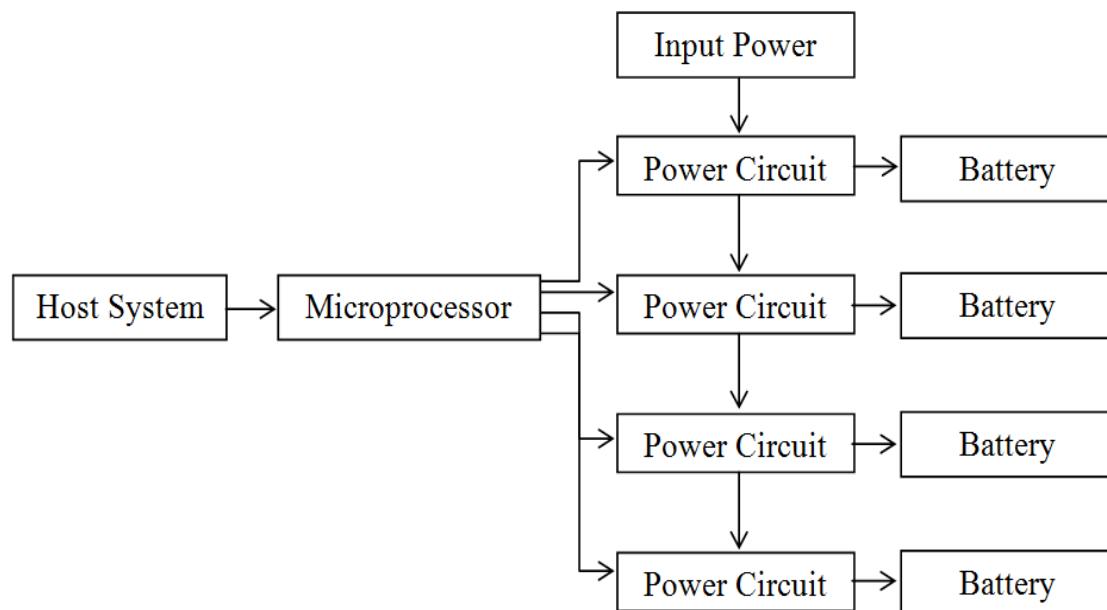 Input Power
Power Circuit
Battery
Host System
Microprocessor
Power Circuit
Battery
Power Circuit
Battery
Power Circuit
Battery